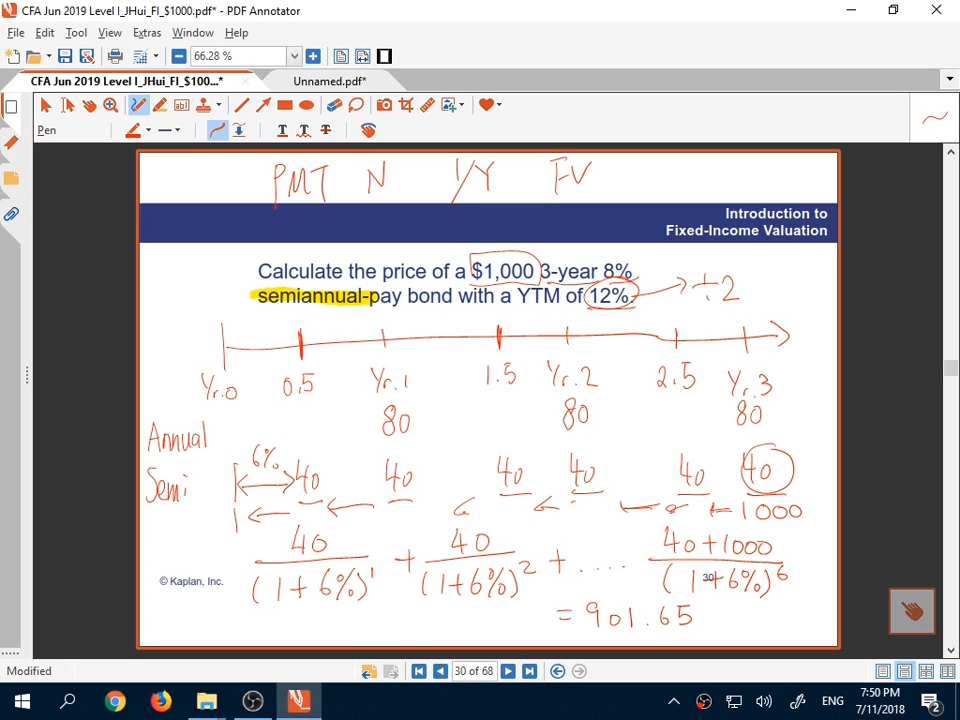 CFA Jun 2019 Level I_JHui_FI_$1000.pdf* - PDF Annotator
File Edit Tool View Extras Window Help
66.28 %
CFA Jun 2019 Level I_JHui_FI_$100...* Unnamed.pdf*
Pen
PMT N I/Y FV
Introduction to
Fixed-Income Valuation
Calculate the price of a $1,000 3-year 8%
semiannual-pay bond with a YTM of 12%. ÷2
Yr.0 0.5 Yr.1 1.5 Yr.2 2.5 Yr.3
80 80 80
Annual
6%
Semi 40 40 40 40 40 40
1000
40 + 40 + .... 40+1000
(1+6%)1 (1+6%)2 (1+6%)6
30
© Kaplan, Inc.
= 901.65
Modified 30 of 68
7:50 PM
ENG
7/11/2018
2